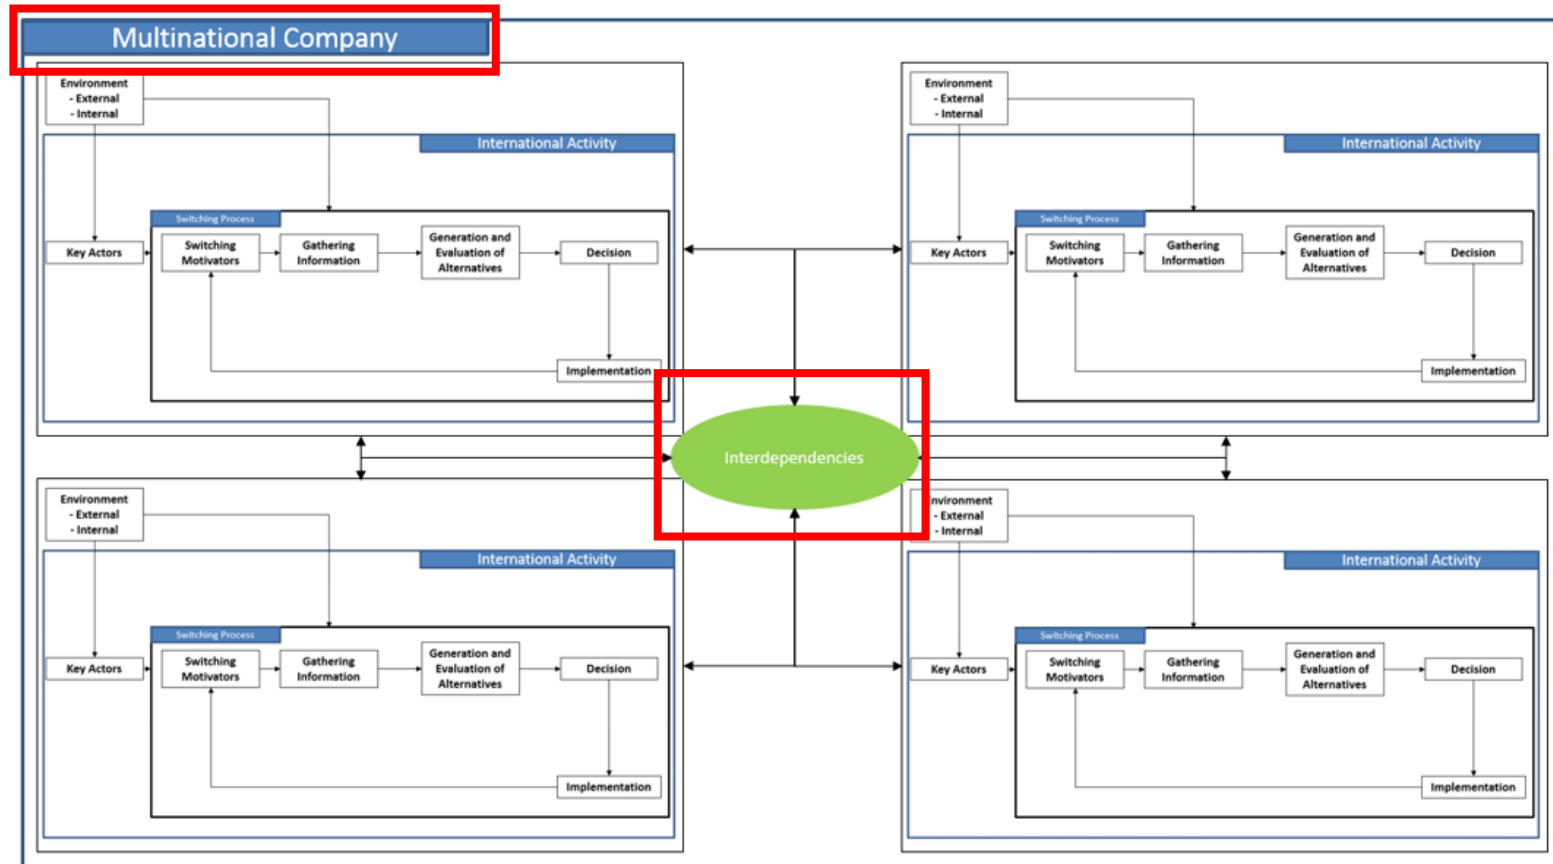 Multinational Company
Environment
- External
- Internal
International Activity
Switching Process
Key Actors
Switching
Motivators
Gathering
Information
Generation and
Evaluation of
Alternatives
Decision
Implementation
Environment
- External
- Internal
International Activity
Switching Process
Key Actors
Switching
Motivators
Gathering
Information
Generation and
Evaluation of
Alternatives
Decision
Implementation
Interdependencies
Environment
- External
- Internal
International Activity
Switching Process
Key Actors
Switching
Motivators
Gathering
Information
Generation and
Evaluation of
Alternatives
Decision
Implementation
Environment
- External
- Internal
International Activity
Switching Process
Key Actors
Switching
Motivators
Gathering
Information
Generation and
Evaluation of
Alternatives
Decision
Implementation